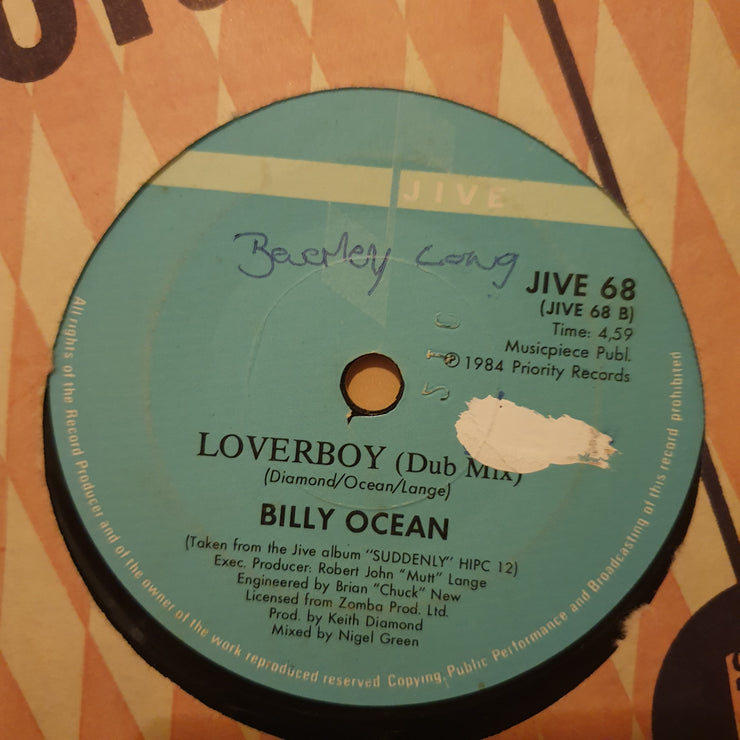 JIVE
Beverley Long
JIVE 68
(JIVE 68 B)
Time: 4,59
Musicpiece Publ.
℗ 1984 Priority Records
LOVERBOY (Dub Mix)
(Diamond/Ocean/Lange)
BILLY OCEAN
(Taken from the Jive album "SUDDENLY" HIPC 12)
Exec. Producer: Robert John "Mutt" Lange
Engineered by Brian "Chuck" New
Licensed from Zomba Prod. Ltd.
Prod. by Keith Diamond
Mixed by Nigel Green
All rights of the Record Producer and of the owner of the work reproduced reserved Copying, Public Performance and Broadcasting of this record prohibited